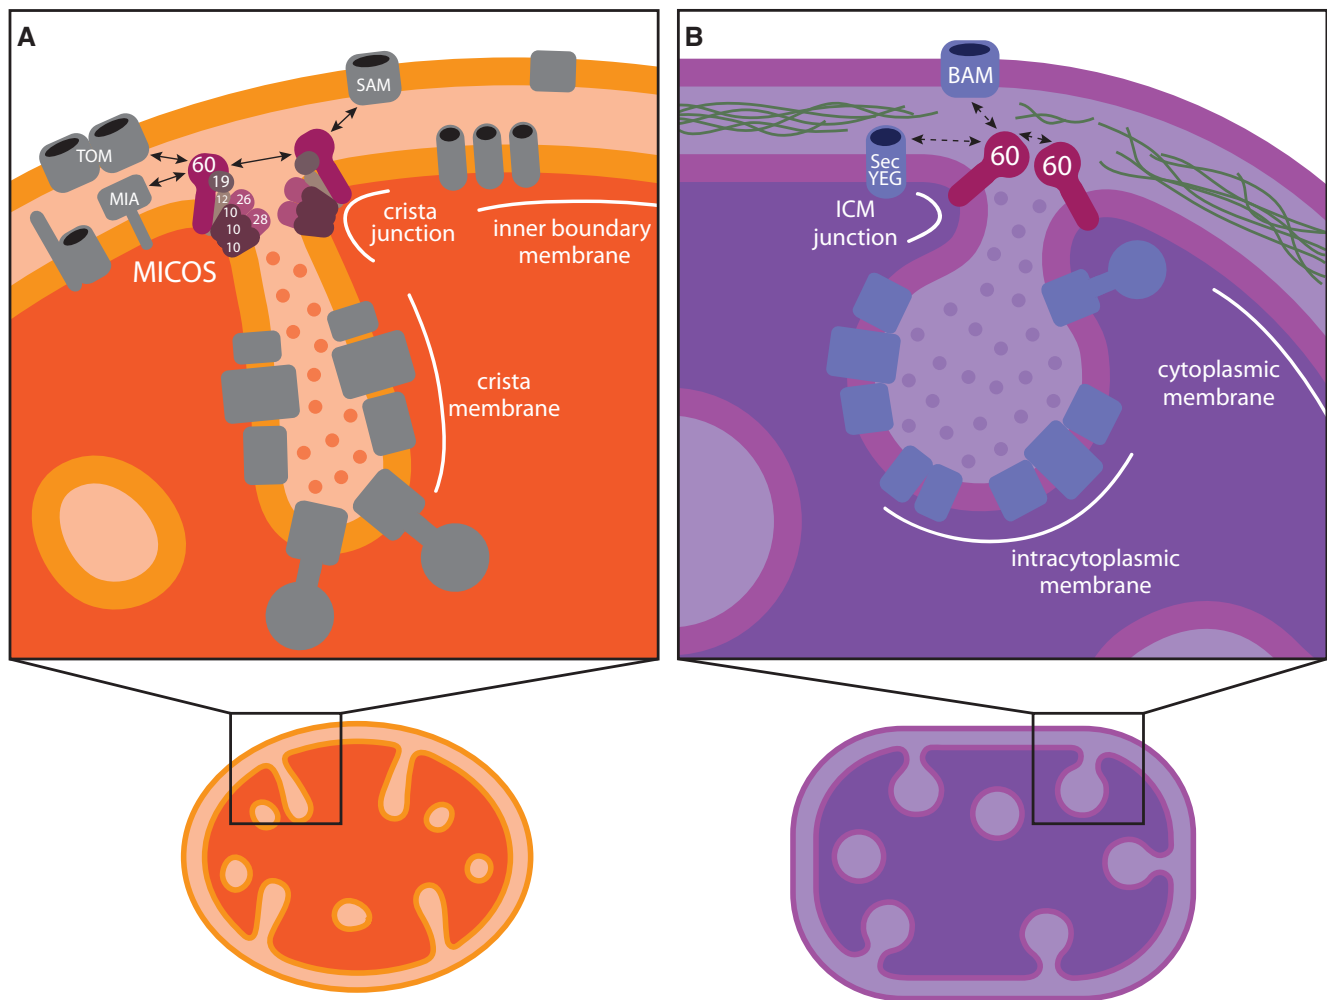 A
SAM
TOM
60
19
MIA
12
26
10
28
10
10
MICOS
crista
junction
inner boundary
membrane
crista
membrane
B
BAM
Sec
YEG
60
60
ICM
junction
cytoplasmic
membrane
intracytoplasmic
membrane